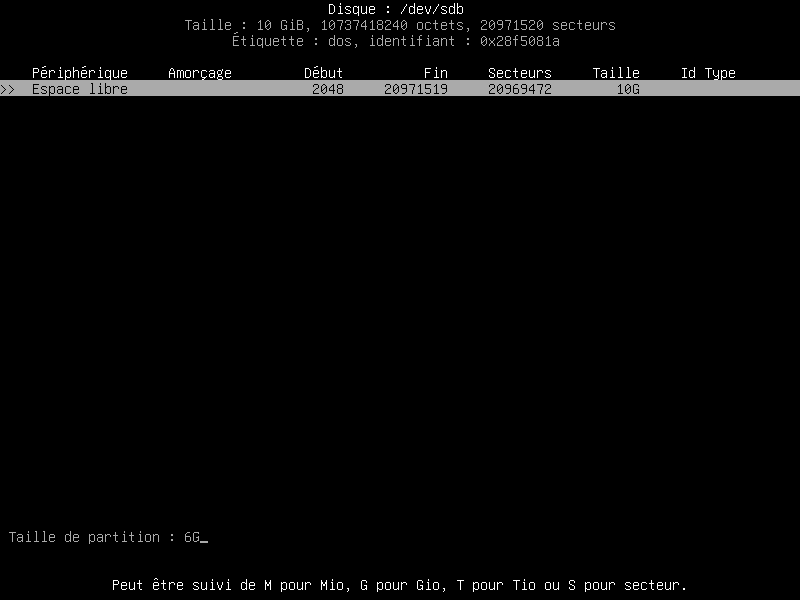 Disque : /dev/sdb
Taille : 10 GiB, 10737418240 octets, 20971520 secteurs
Étiquette : dos, identifiant : 0x28f5081a
Périphérique Amorçage Début Fin Secteurs Taille Id Type
>> Espace libre 2048 20971519 20969472 10G
Taille de partition : 6G_
Peut être suivi de M pour Mio, G pour Gio, T pour Tio ou S pour secteur.